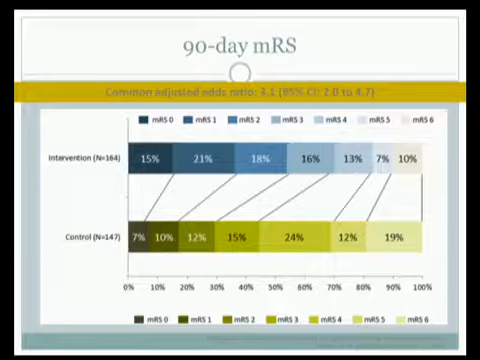 90-day mRS
Common adjusted odds ratio: 3.1 (95% CI: 2.0 to 4.7)
mRS 0 mRS 1 mRS 2 mRS 3 mRS 4 mRS 5 mRS 6
Intervention (N=164) 15% 21% 18% 16% 13% 7% 10%
Control (N=147) 7% 10% 12% 15% 24% 12% 19%
0% 10% 20% 30% 40% 50% 60% 70% 80% 90% 100%
mRS 0 mRS 1 mRS 2 mRS 3 mRS 4 mRS 5 mRS 6